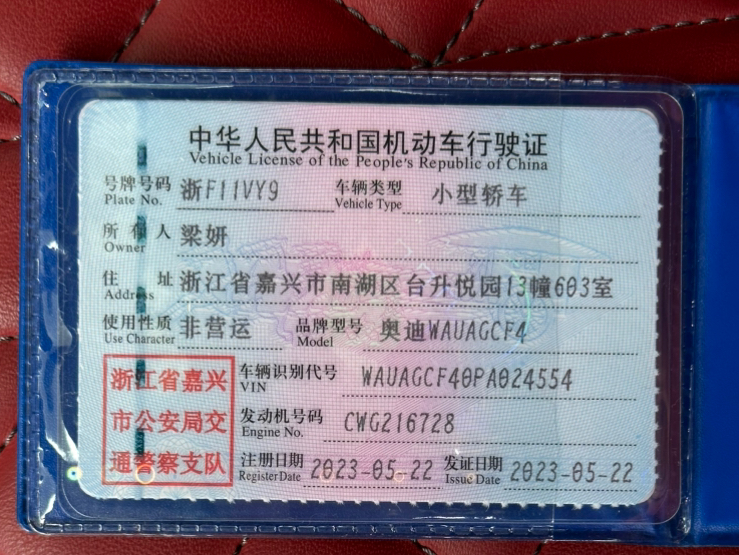 中华人民共和国机动车行驶证
Vehicle License of the People's Republic of China
号牌号码 浙F11VY9 车辆类型 小型轿车
Plate No. Vehicle Type
所有人 梁妍
Owner
住址 浙江省嘉兴市南湖区台升悦园13幢603室
Address
使用性质 非营运 品牌型号 奥迪WAUAGCF4
Use Character Model
浙江省嘉兴 车辆识别代号 WAUAGCF40PA024554
VIN
市公安局交 发动机号码 CWG216728
Engine No.
通警察支队 注册日期 2023-05-22 发证日期 2023-05-22
Register Date Issue Date